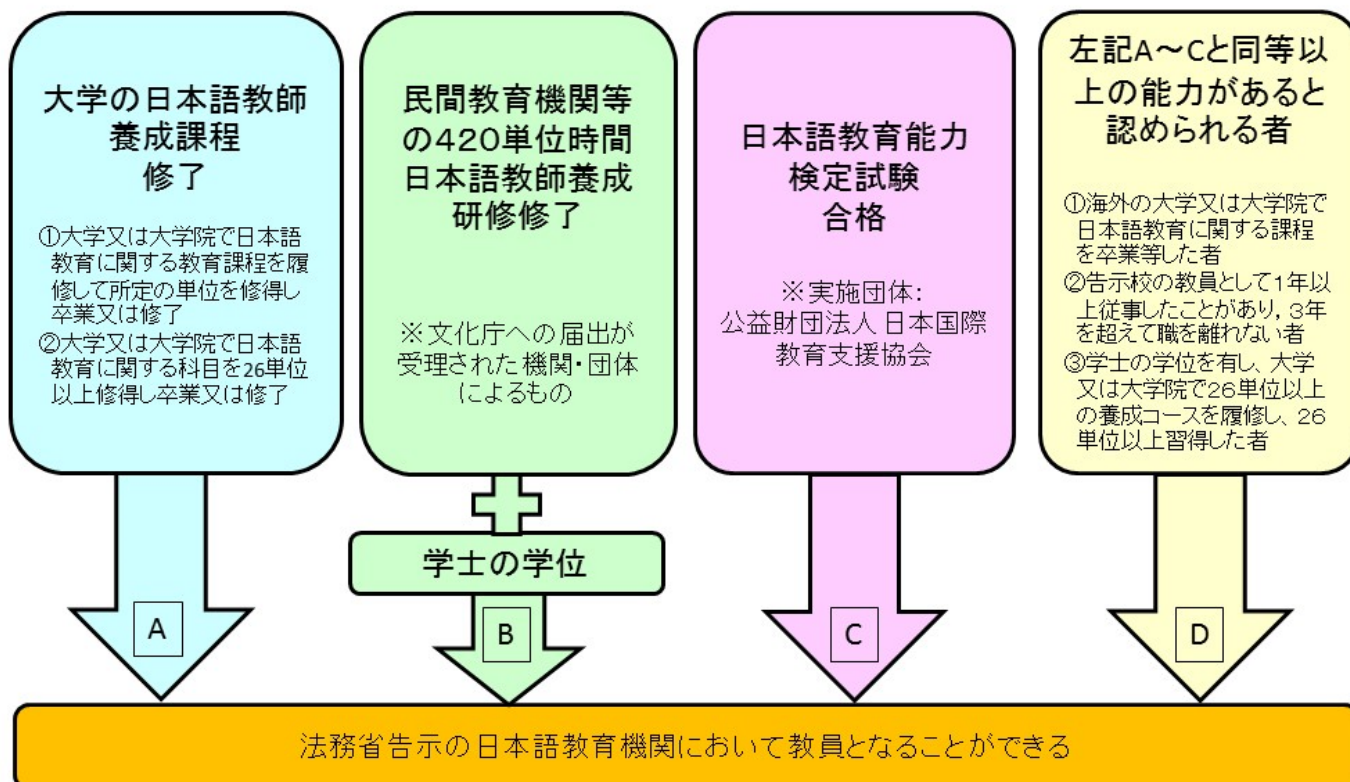 大学の日本語教師
養成課程
修了
①大学又は大学院で日本語
教育に関する教育課程を履
修して所定の単位を修得し
卒業又は修了
②大学又は大学院で日本語
教育に関する科目を26単位
以上修得し卒業又は修了
A
民間教育機関等
の420単位時間
日本語教師養成
研修修了
※文化庁への届出が
受理された機関・団体
によるもの
学士の学位
B
日本語教育能力
検定試験
合格
※実施団体:
公益財団法人 日本国際
教育支援協会
C
左記A～Cと同等以
上の能力があると
認められる者
①海外の大学又は大学院で
日本語教育に関する課程
を卒業等した者
②告示校の教員として1年以
上従事したことがあり，3年
を超えて職を離れない者
③学士の学位を有し、大学
又は大学院で26単位以上
の養成コースを履修し、26
単位以上習得した者
D
法務省告示の日本語教育機関において教員となることができる